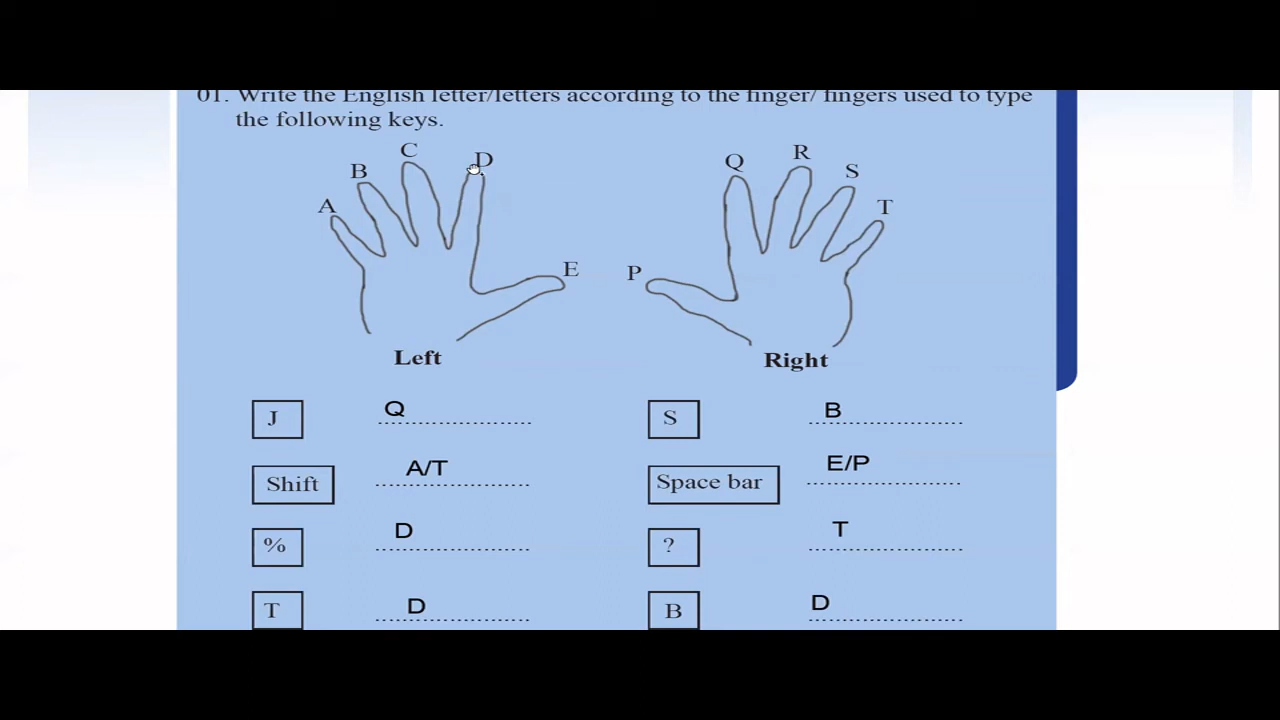 01. Write the English letter/letters according to the finger/ fingers used to type
the following keys.
A B C D E
P Q R S T
Left Right
J Q S B
Shift A/T Space bar E/P
% D ? T
T D B D